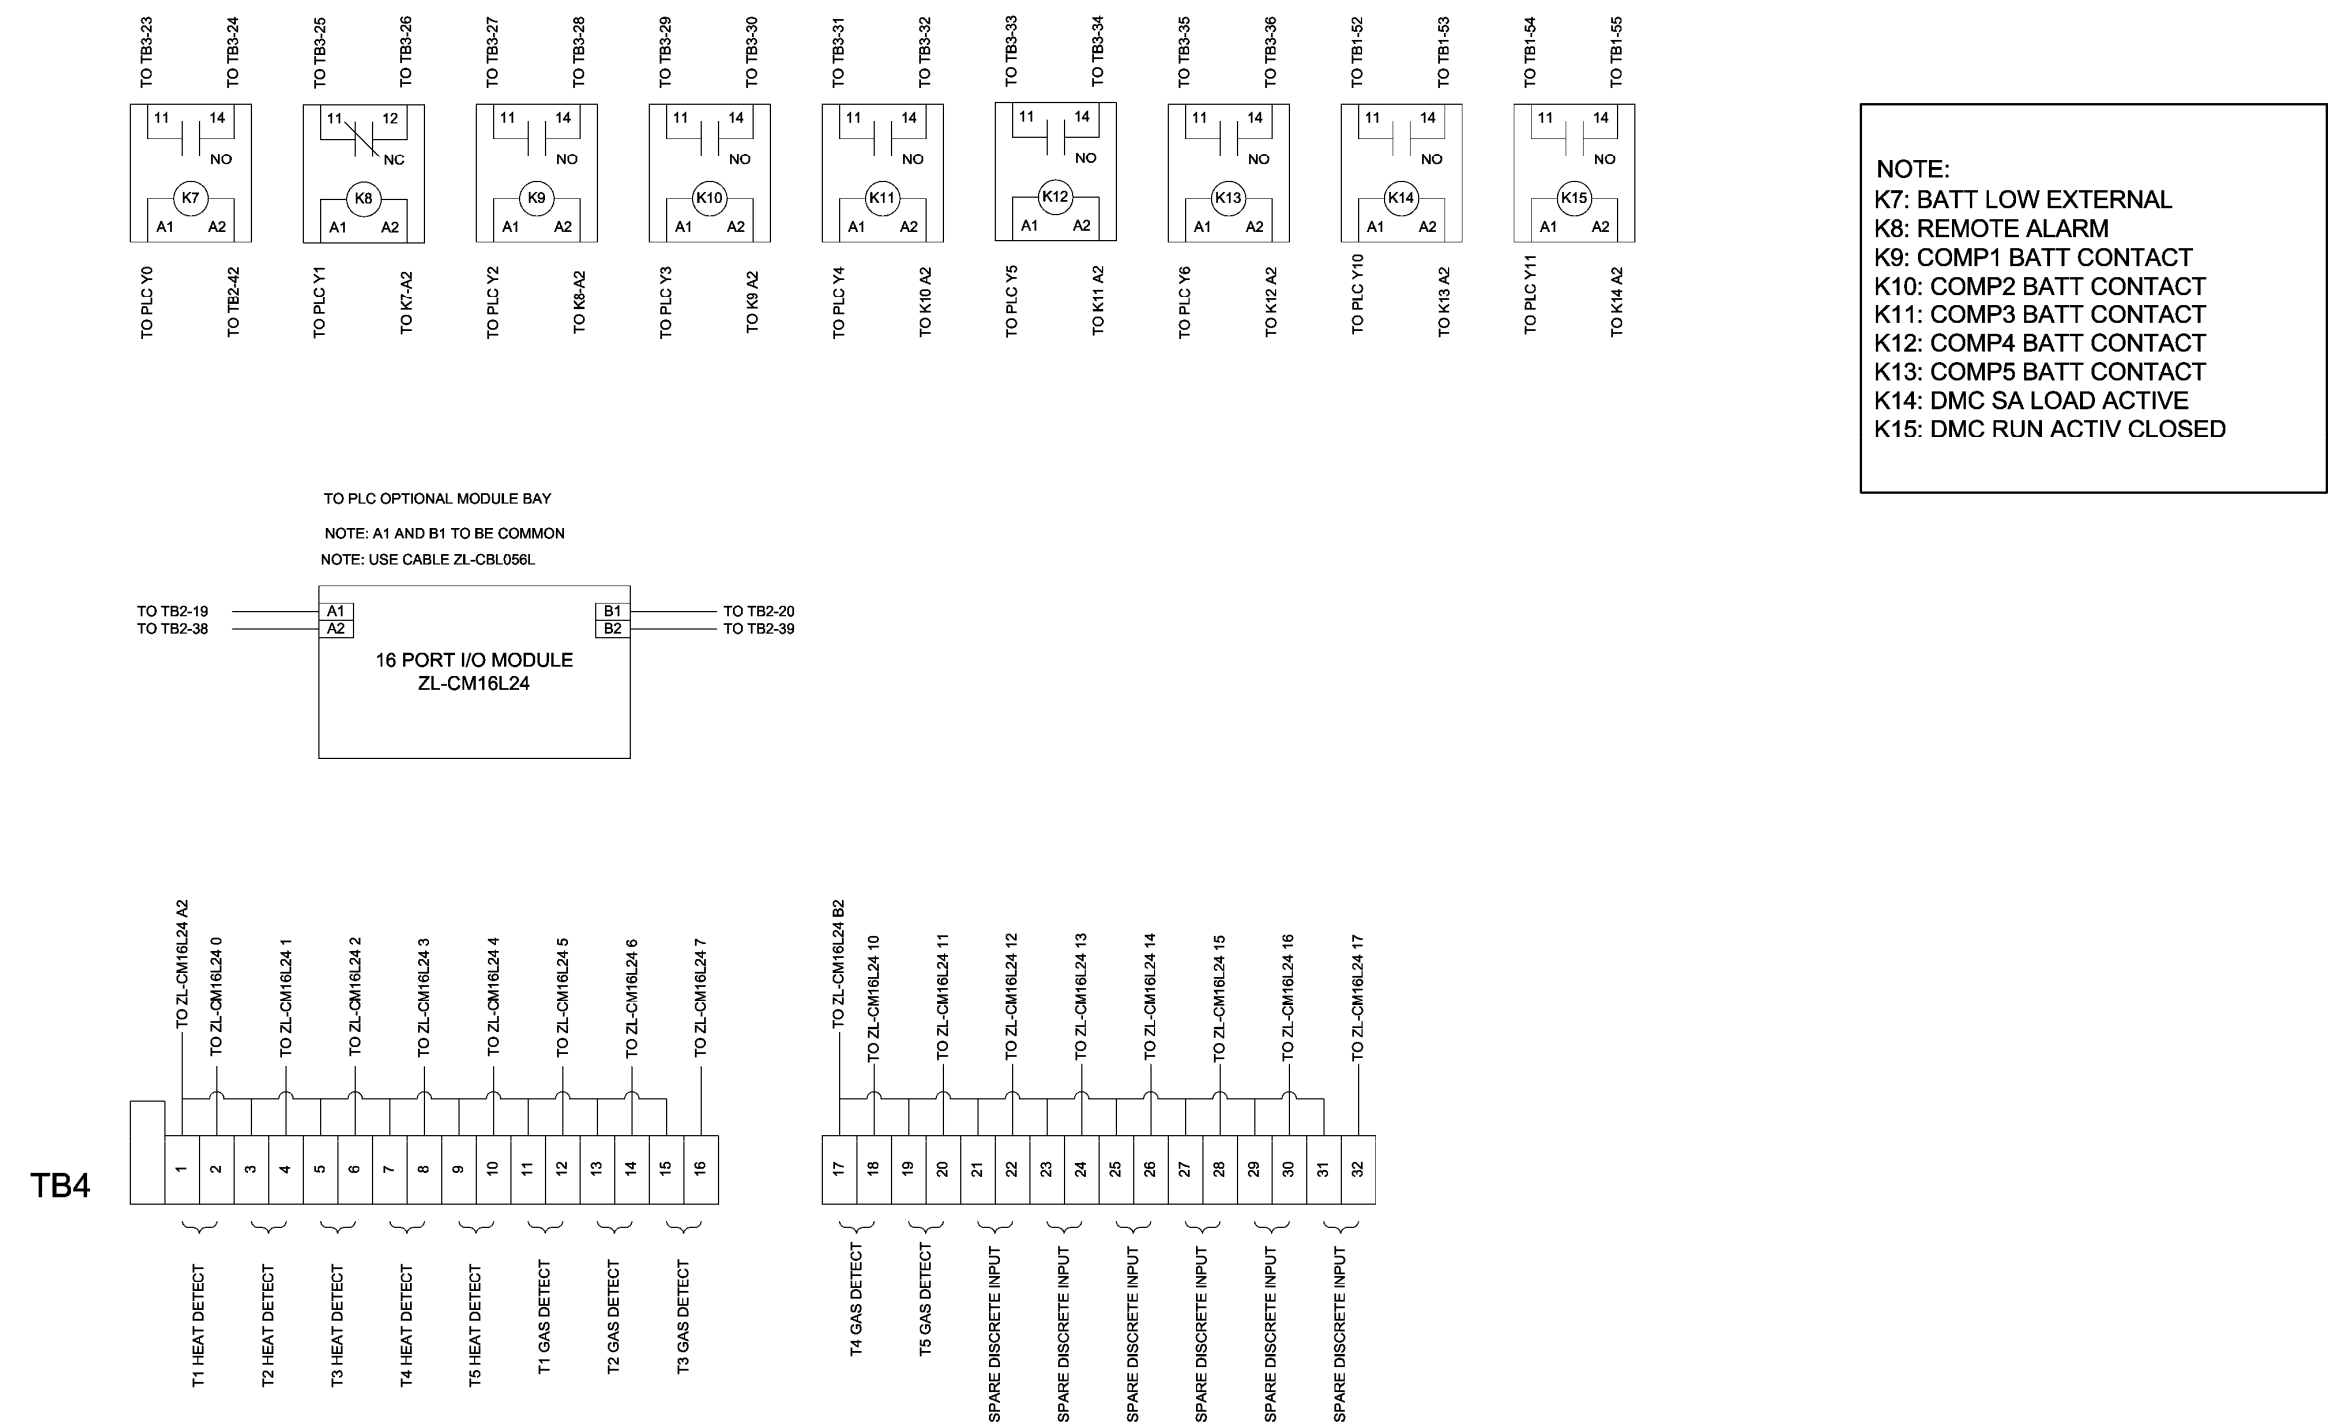 TO TB3-23
TO TB3-24
TO TB3-25
TO TB3-26
TO TB3-27
TO TB3-28
TO TB3-29
TO TB3-30
TO TB3-31
TO TB3-32
TO TB3-33
TO TB3-34
TO TB3-35
TO TB3-36
TO TB1-52
TO TB1-53
TO TB1-54
TO TB1-55
11 14
NO
K7
A1 A2
11 12
NC
K8
A1 A2
11 14
NO
K9
A1 A2
11 14
NO
K10
A1 A2
11 14
NO
K11
A1 A2
11 14
NO
K12
A1 A2
11 14
NO
K13
A1 A2
11 14
NO
K14
A1 A2
11 14
NO
K15
A1 A2
TO PLC Y0
TO TB2-42
TO PLC Y1
TO K7-A2
TO PLC Y2
TO K8-A2
TO PLC Y3
TO K9 A2
TO PLC Y4
TO K10 A2
TO PLC Y5
TO K11 A2
TO PLC Y6
TO K12 A2
TO PLC Y10
TO K13 A2
TO PLC Y11
TO K14 A2
NOTE:
K7: BATT LOW EXTERNAL
K8: REMOTE ALARM
K9: COMP1 BATT CONTACT
K10: COMP2 BATT CONTACT
K11: COMP3 BATT CONTACT
K12: COMP4 BATT CONTACT
K13: COMP5 BATT CONTACT
K14: DMC SA LOAD ACTIVE
K15: DMC RUN ACTIV CLOSED
TO PLC OPTIONAL MODULE BAY
NOTE: A1 AND B1 TO BE COMMON
NOTE: USE CABLE ZL-CBL056L
TO TB2-19 A1 B1 TO TB2-20
TO TB2-38 A2 B2 TO TB2-39
16 PORT I/O MODULE
ZL-CM16L24
TO ZL-CM16L24 A2
TO ZL-CM16L24 0
TO ZL-CM16L24 1
TO ZL-CM16L24 2
TO ZL-CM16L24 3
TO ZL-CM16L24 4
TO ZL-CM16L24 5
TO ZL-CM16L24 6
TO ZL-CM16L24 7
TO ZL-CM16L24 B2
TO ZL-CM16L24 10
TO ZL-CM16L24 11
TO ZL-CM16L24 12
TO ZL-CM16L24 13
TO ZL-CM16L24 14
TO ZL-CM16L24 15
TO ZL-CM16L24 16
TO ZL-CM16L24 17
TB4
1 2 3 4 5 6 7 8 9 10 11 12 13 14 15 16
17 18 19 20 21 22 23 24 25 26 27 28 29 30 31 32
T1 HEAT DETECT
T2 HEAT DETECT
T3 HEAT DETECT
T4 HEAT DETECT
T5 HEAT DETECT
T1 GAS DETECT
T2 GAS DETECT
T3 GAS DETECT
T4 GAS DETECT
T5 GAS DETECT
SPARE DISCRETE INPUT
SPARE DISCRETE INPUT
SPARE DISCRETE INPUT
SPARE DISCRETE INPUT
SPARE DISCRETE INPUT
SPARE DISCRETE INPUT